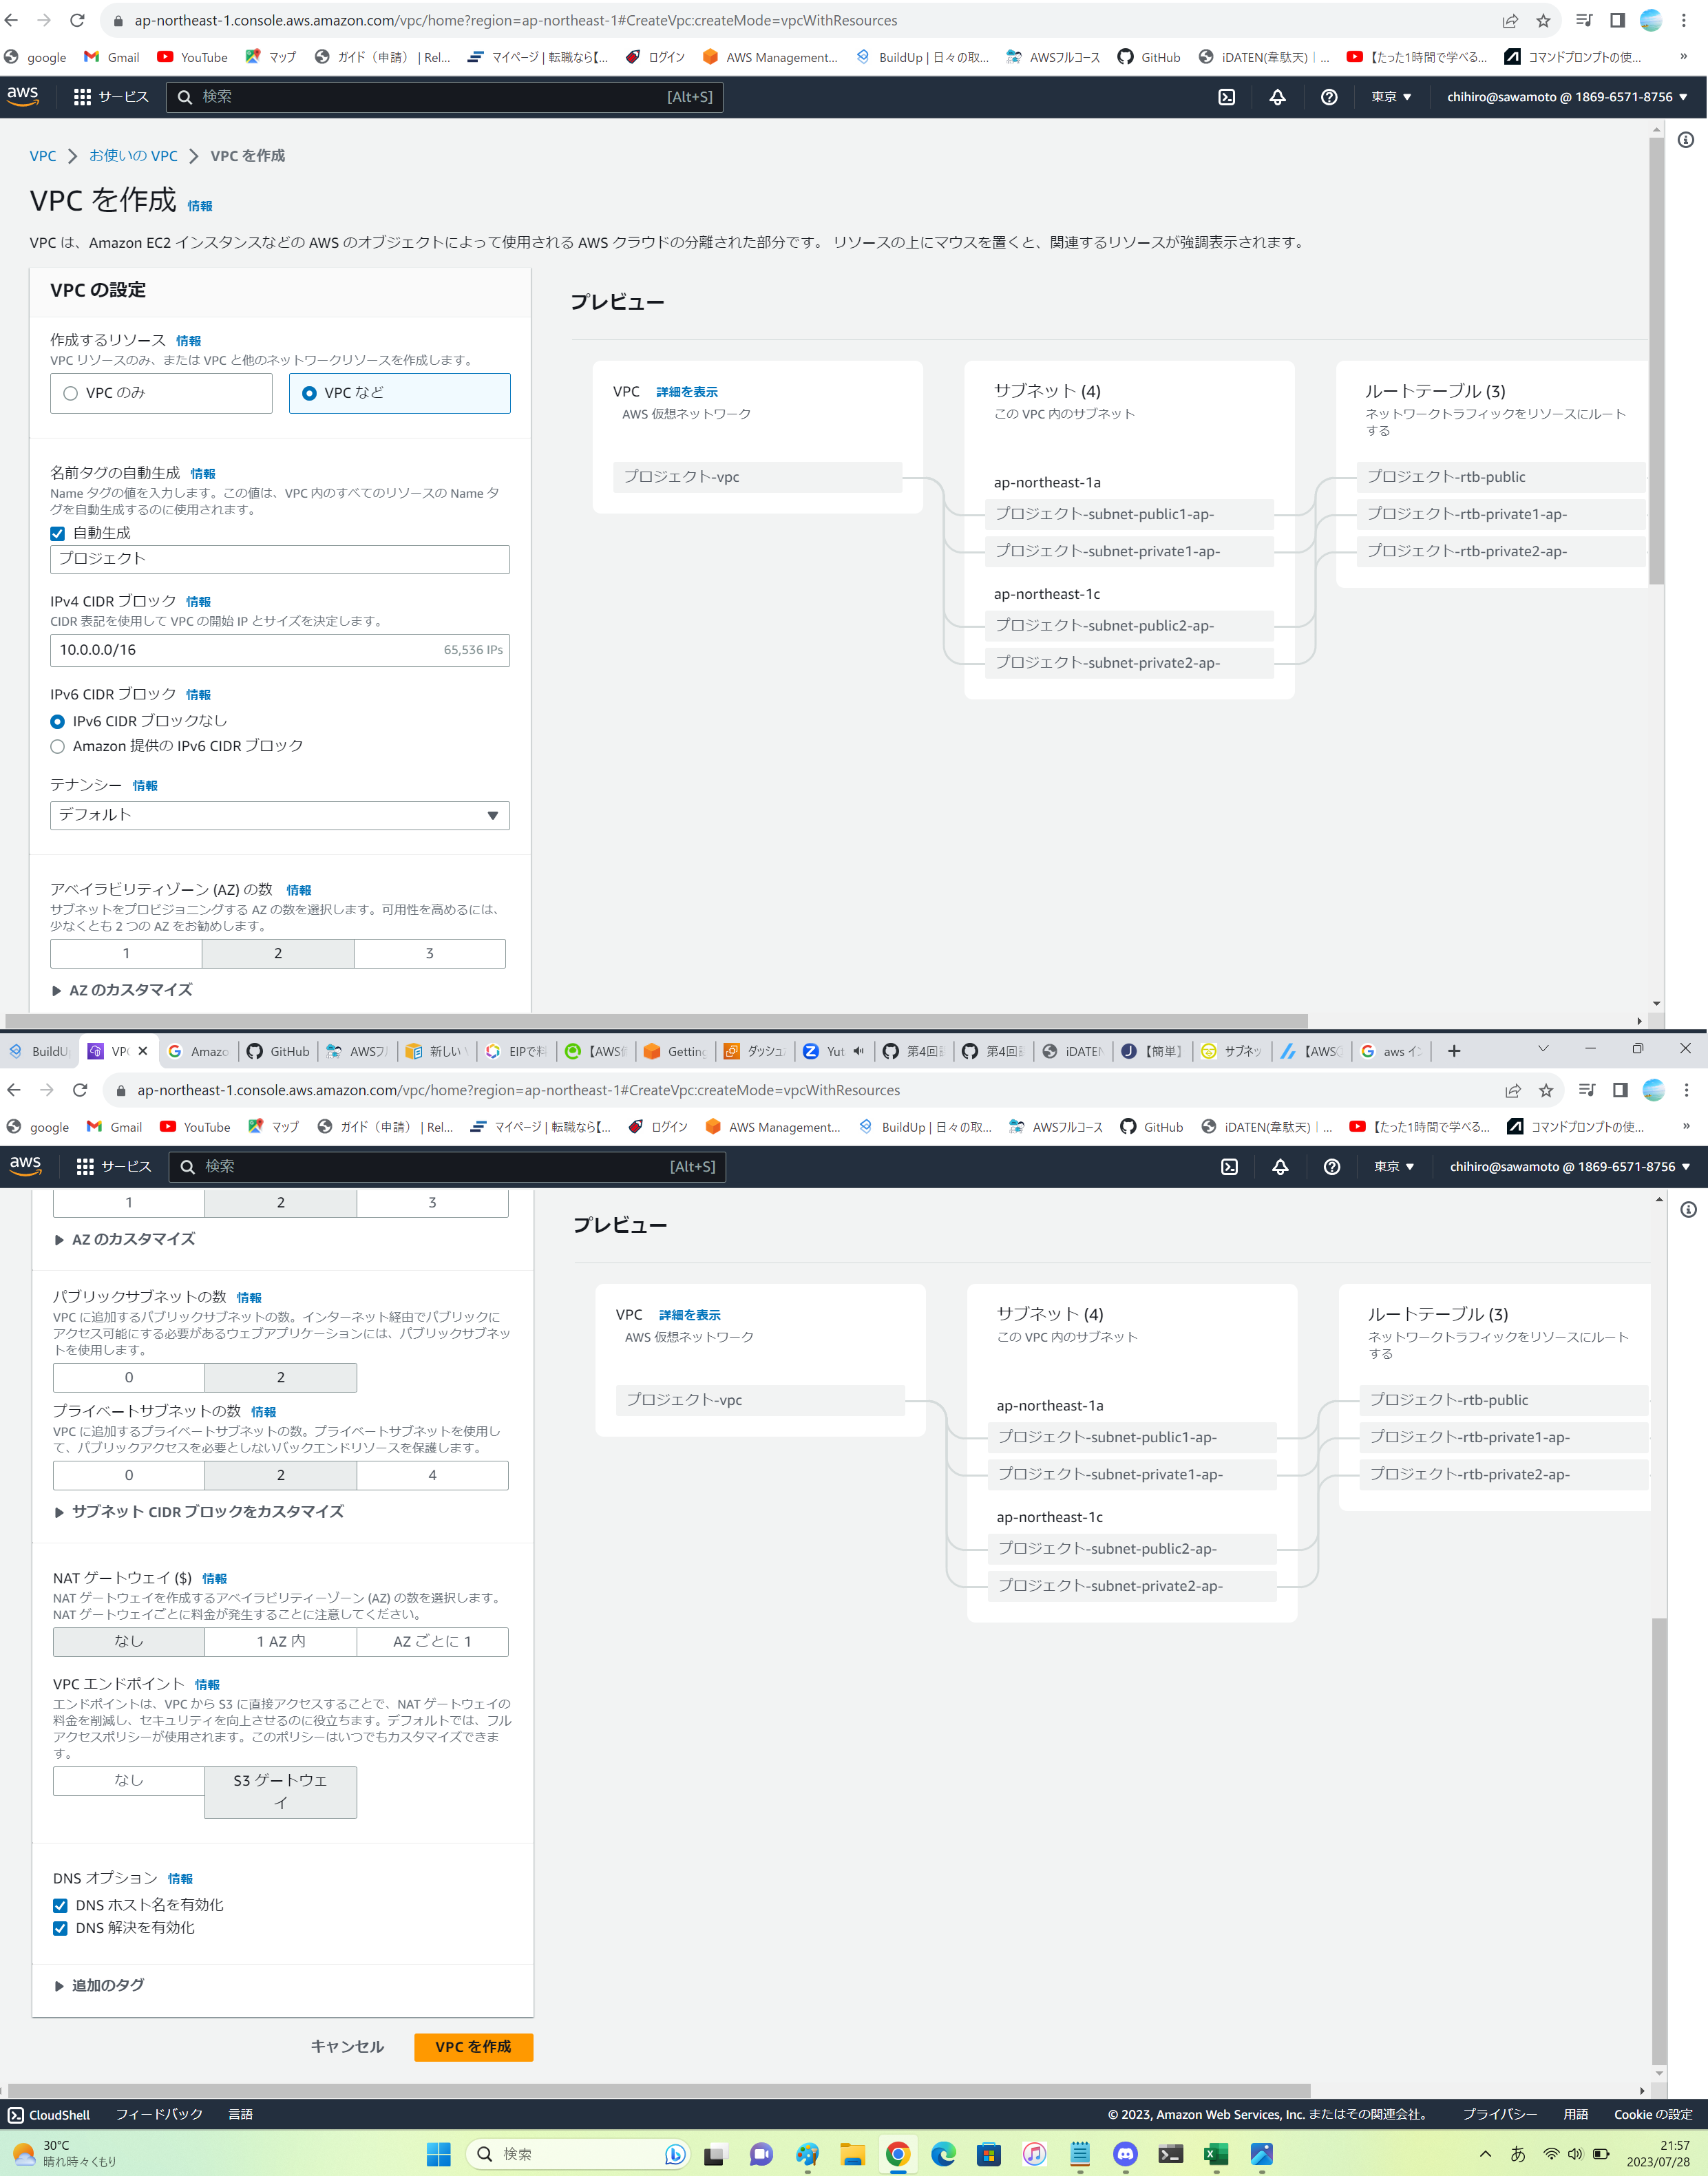 ap-northeast-1.console.aws.amazon.com/vpc/home?region=ap-northeast-1#CreateVpc:createMode=vpcWithResources
google Gmail YouTube マップ ガイド（申請）| Rel... マイページ | 転職なら【... ログイン AWS Management... BuildUp | 日々の取... AWSフルコース GitHub iDATEN(韋駄天) | ... 【たった1時間で学べる... コマンドプロンプトの使... »
aws サービス 検索 [Alt+S] 東京 ▼ chihiro@sawamoto @ 1869-6571-8756 ▼
VPC > お使いの VPC > VPC を作成
VPC を作成 情報
VPC は、Amazon EC2 インスタンスなどの AWS のオブジェクトによって使用される AWS クラウドの分離された部分です。 リソースの上にマウスを置くと、関連するリソースが強調表示されます。
VPC の設定
作成するリソース 情報
VPC リソースのみ、または VPC と他のネットワークリソースを作成します。
VPC のみ
VPC など
名前タグの自動生成 情報
Name タグの値を入力します。この値は、VPC 内のすべてのリソースの Name タ
グを自動生成するのに使用されます。
自動生成
プロジェクト
IPv4 CIDR ブロック 情報
CIDR 表記を使用して VPC の開始 IP とサイズを決定します。
10.0.0.0/16 65,536 IPs
IPv6 CIDR ブロック 情報
IPv6 CIDR ブロックなし
Amazon 提供の IPv6 CIDR ブロック
テナンシー 情報
デフォルト
アベイラビリティゾーン (AZ) の数 情報
サブネットをプロビジョニングする AZ の数を選択します。可用性を高めるには、
少なくとも 2 つの AZ をお勧めします。
1 2 3
AZ のカスタマイズ
プレビュー
VPC 詳細を表示
AWS 仮想ネットワーク
プロジェクト-vpc
サブネット (4)
この VPC 内のサブネット
ap-northeast-1a
プロジェクト-subnet-public1-ap-
プロジェクト-subnet-private1-ap-
ap-northeast-1c
プロジェクト-subnet-public2-ap-
プロジェクト-subnet-private2-ap-
ルートテーブル (3)
ネットワークトラフィックをリソースにルート
する
プロジェクト-rtb-public
プロジェクト-rtb-private1-ap-
プロジェクト-rtb-private2-ap-
BuildU VP Amazo GitHub AWSフ 新しい EIPで料 【AWS Getting ダッシュ Yut 第4回 第4回 iDATEN 【簡単】 サブネッ 【AWS aws イン
ap-northeast-1.console.aws.amazon.com/vpc/home?region=ap-northeast-1#CreateVpc:createMode=vpcWithResources
google Gmail YouTube マップ ガイド（申請）| Rel... マイページ | 転職なら【... ログイン AWS Management... BuildUp | 日々の取... AWSフルコース GitHub iDATEN(韋駄天) | ... 【たった1時間で学べる... コマンドプロンプトの使... »
aws サービス 検索 [Alt+S] 東京 ▼ chihiro@sawamoto @ 1869-6571-8756 ▼
1 2 3
AZ のカスタマイズ
パブリックサブネットの数 情報
VPC に追加するパブリックサブネットの数。インターネット経由でパブリックに
アクセス可能にする必要があるウェブアプリケーションには、パブリックサブネッ
トを使用します。
0 2
プライベートサブネットの数 情報
VPC に追加するプライベートサブネットの数。プライベートサブネットを使用し
て、パブリックアクセスを必要としないバックエンドリソースを保護します。
0 2 4
サブネット CIDR ブロックをカスタマイズ
NAT ゲートウェイ ($) 情報
NAT ゲートウェイを作成するアベイラビリティーゾーン (AZ) の数を選択します。
NAT ゲートウェイごとに料金が発生することに注意してください。
なし 1 AZ 内 AZ ごとに 1
VPC エンドポイント 情報
エンドポイントは、VPC から S3 に直接アクセスすることで、NAT ゲートウェイの
料金を削減し、セキュリティを向上させるのに役立ちます。デフォルトでは、フル
アクセスポリシーが使用されます。このポリシーはいつでもカスタマイズできま
す。
なし S3 ゲートウェ
イ
DNS オプション 情報
DNS ホスト名を有効化
DNS 解決を有効化
追加のタグ
キャンセル VPC を作成
プレビュー
VPC 詳細を表示
AWS 仮想ネットワーク
プロジェクト-vpc
サブネット (4)
この VPC 内のサブネット
ap-northeast-1a
プロジェクト-subnet-public1-ap-
プロジェクト-subnet-private1-ap-
ap-northeast-1c
プロジェクト-subnet-public2-ap-
プロジェクト-subnet-private2-ap-
ルートテーブル (3)
ネットワークトラフィックをリソースにルート
する
プロジェクト-rtb-public
プロジェクト-rtb-private1-ap-
プロジェクト-rtb-private2-ap-
CloudShell フィードバック 言語 © 2023, Amazon Web Services, Inc. またはその関連会社。 プライバシー 用語 Cookie の設定
30°C
晴れ時々くもり
検索
あ
21:57
2023/07/28